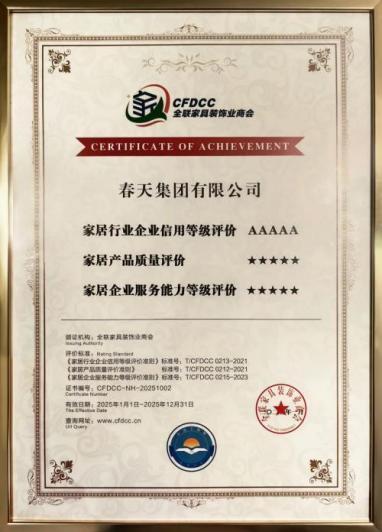 CFDCC
全联家具装饰业商会
CERTIFICATE OF ACHIEVEMENT
春天集团有限公司
家居行业企业信用等级评价 AAAAA
家居产品质量评价 ★★★★★
家居企业服务能力等级评价 ★★★★★
颁证机构：全联家具装饰业商会
Issuing Authority
评价标准：Rating Standard
《家居行业企业信用等级评价准则》标准号：T/CFDCC 0213-2021
《家居产品质量评价准则》 标准号：T/CFDCC 0212-2021
《家居企业服务能力等级评价准则》标准号：T/CFDCC 0215-2023
证书编号：CFDCC-NH-20251002
Certificate Number
有效日期：2025年1月1日-2025年12月31日
The Effective Date
查询网址：www.cfdcc.cn
Url Query
全联家具装饰业商会